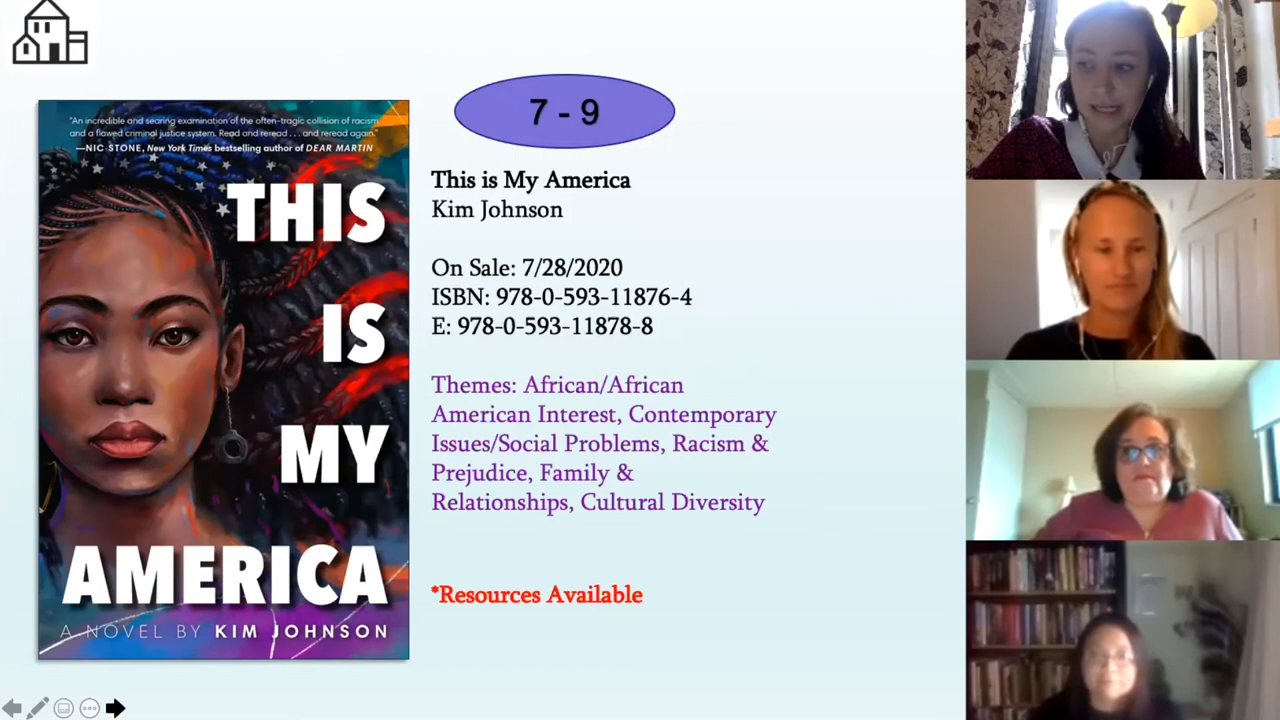 "An incredible and searing examination of the often-tragic collision of racism
and a flawed criminal justice system. Read and reread . . . and reread again."
—NIC STONE, New York Times bestselling author of DEAR MARTIN
THIS
IS
MY
AMERICA
A NOVEL BY KIM JOHNSON
7 - 9
This is My America
Kim Johnson
On Sale: 7/28/2020
ISBN: 978-0-593-11876-4
E: 978-0-593-11878-8
Themes: African/African
American Interest, Contemporary
Issues/Social Problems, Racism &
Prejudice, Family &
Relationships, Cultural Diversity
*Resources Available